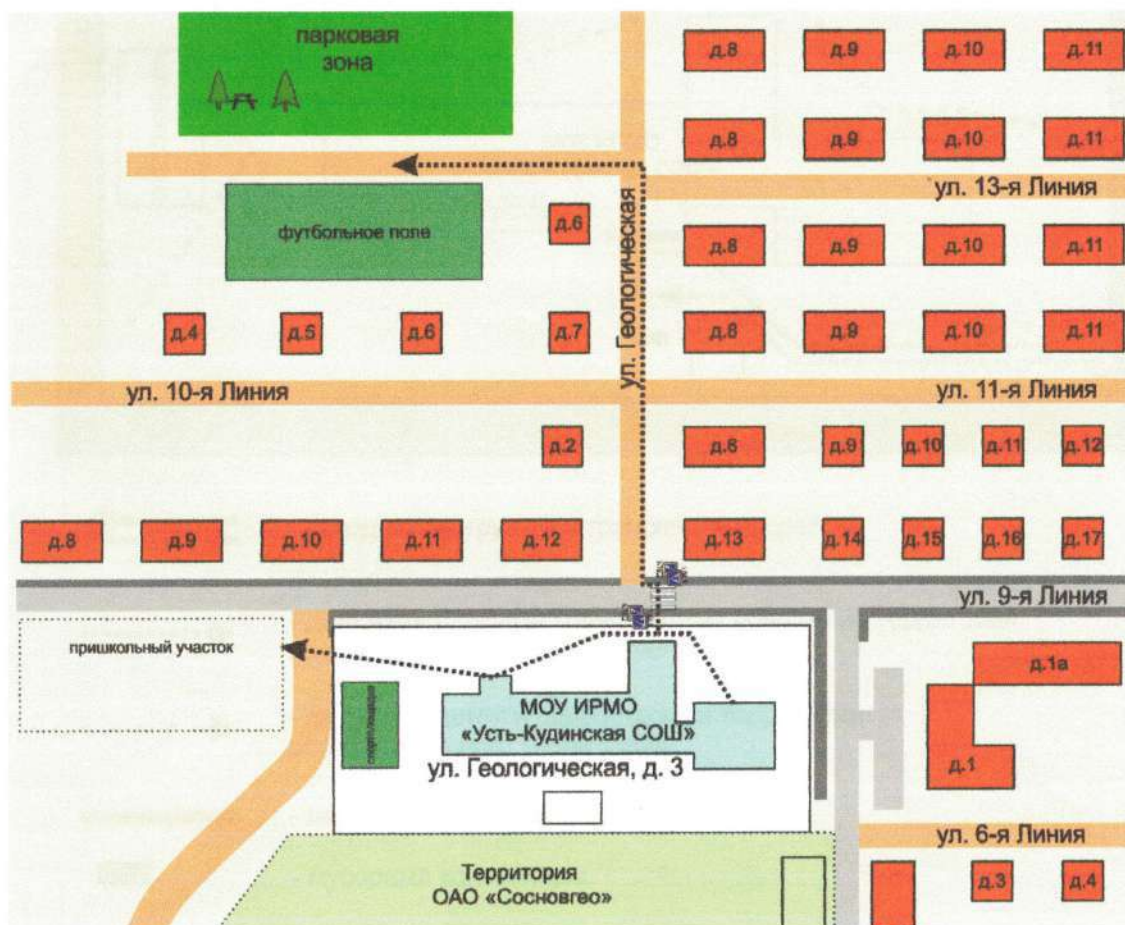 парковая
зона
д.8 д.9 д.10 д.11
д.8 д.9 д.10 д.11
ул. 13-я Линия
ул. Геологическая
футбольное поле
д.6
д.8 д.9 д.10 д.11
д.4 д.5 д.6 д.7
д.8 д.9 д.10 д.11
ул. 10-я Линия
ул. 11-я Линия
д.2
д.6 д.9 д.10 д.11 д.12
д.8 д.9 д.10 д.11 д.12
д.13 д.14 д.15 д.16 д.17
ул. 9-я Линия
пришкольный участок
д.1а
спортплощадка
МОУ ИРМО
«Усть-Кудинская СОШ»
ул. Геологическая, д. 3
д.1
ул. 6-я Линия
Территория
ОАО «Сосновгео»
д.3 д.4